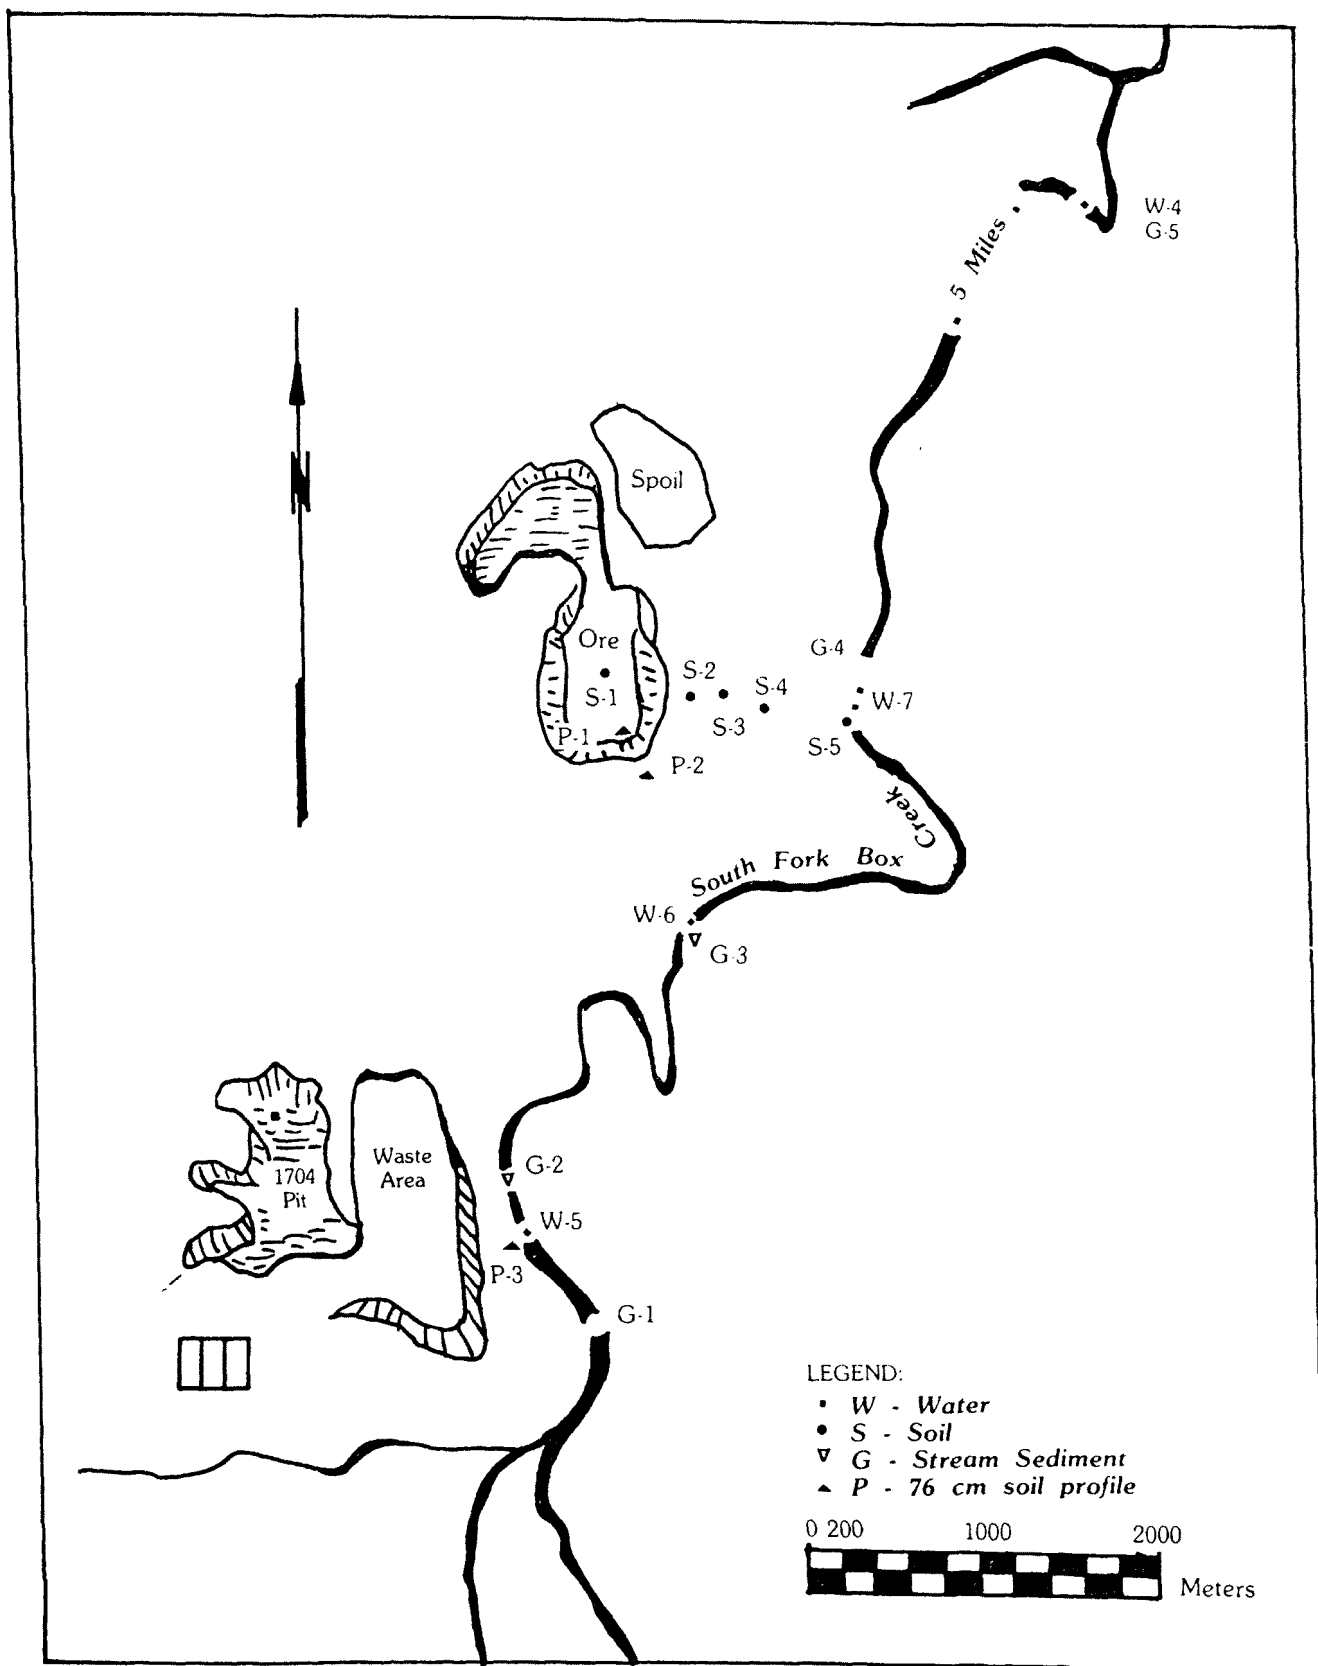 W-4
G-5
5 Miles
N
Spoil
Ore
S-1
S-2
S-3
S-4
G-4
W-7
S-5
P-1
P-2
South Fork Box Creek
W-6
G-3
1704
Pit
Waste
Area
G-2
W-5
P-3
G-1
LEGEND:
W - Water
S - Soil
G - Stream Sediment
P - 76 cm soil profile
0 200 1000 2000
Meters